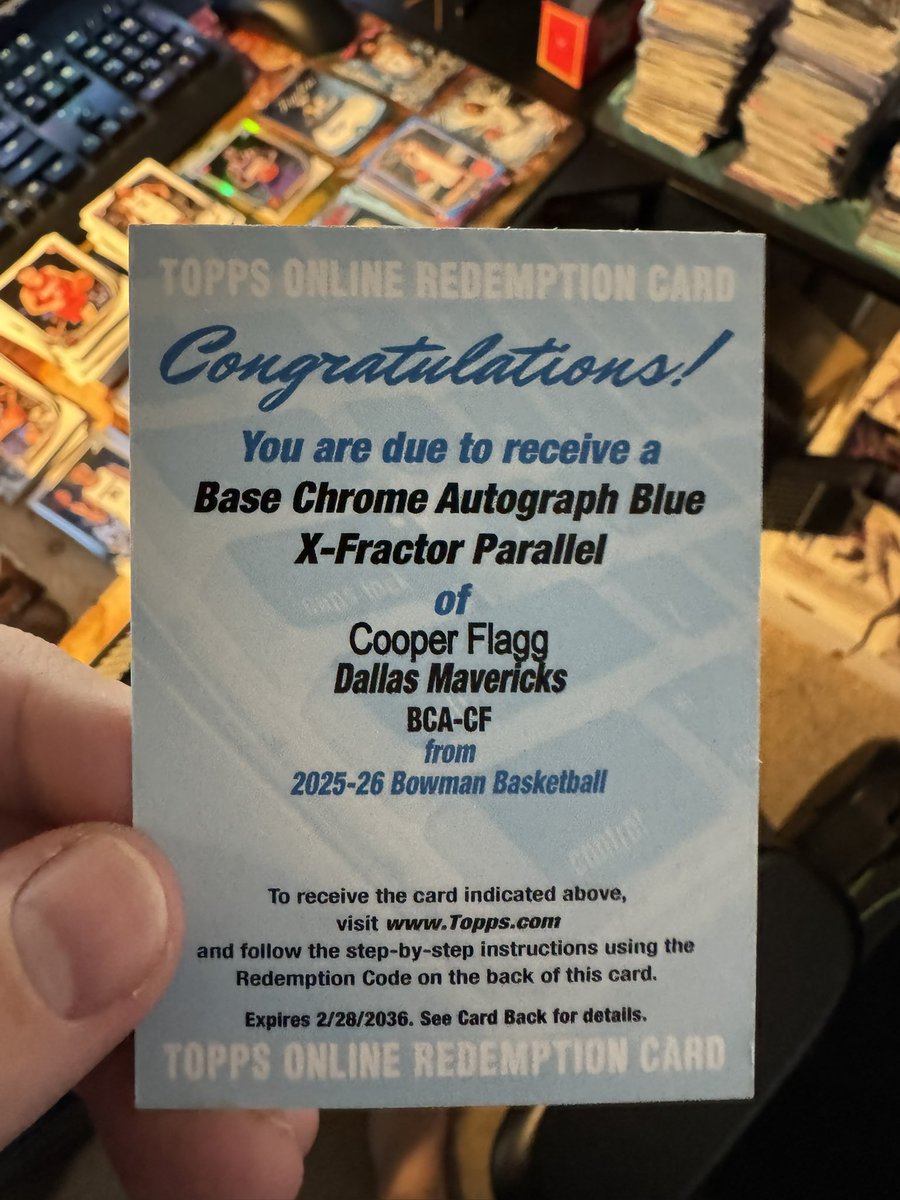 TOPPS ONLINE REDEMPTION CARD
Congratulations!
You are due to receive a
Base Chrome Autograph Blue
X-Fractor Parallel
of
Cooper Flagg
Dallas Mavericks
BCA-CF
from
2025-26 Bowman Basketball
control
To receive the card indicated above,
visit www.Topps.com
and follow the step-by-step instructions using the
Redemption Code on the back of this card.
Expires 2/28/2036. See Card Back for details.
TOPPS ONLINE REDEMPTION CARD